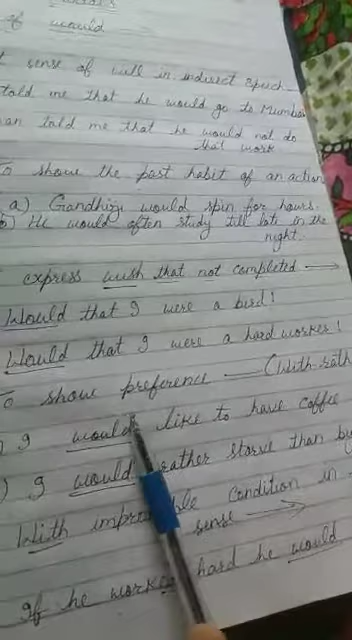 of would
sense of will in indirect speech
told me that he would go to Mumbai
told me that he would not do
that work
To show the past habit of an action
a) Gandhiji would spin for hours.
b) He would often study till late in the
night.
express wish that not completed →
Would that I were a bird!
Would that I were a hard worker!
To show preference — (With rath
I would like to have coffee
) I would rather starve than b
With condition in
sense →
If he worked hard he would